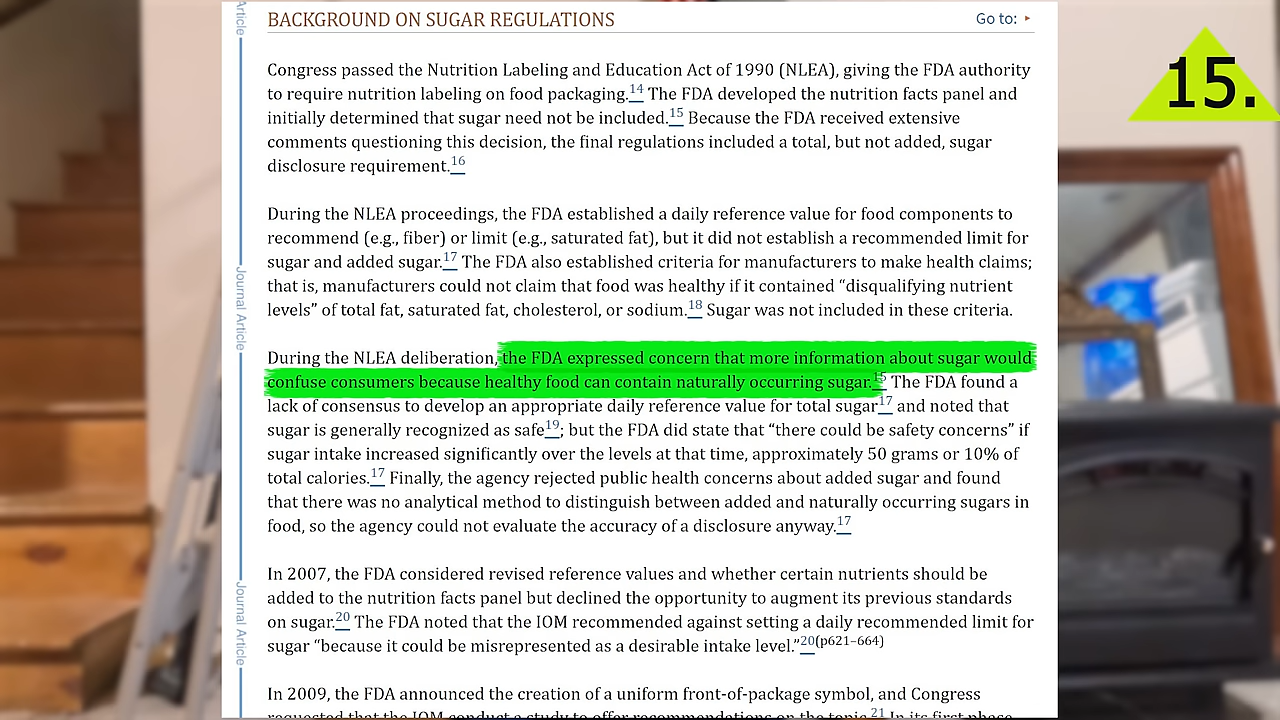 BACKGROUND ON SUGAR REGULATIONS
Go to:
15.
Article
Congress passed the Nutrition Labeling and Education Act of 1990 (NLEA), giving the FDA authority
to require nutrition labeling on food packaging.14 The FDA developed the nutrition facts panel and
initially determined that sugar need not be included.15 Because the FDA received extensive
comments questioning this decision, the final regulations included a total, but not added, sugar
disclosure requirement.16
During the NLEA proceedings, the FDA established a daily reference value for food components to
recommend (e.g., fiber) or limit (e.g., saturated fat), but it did not establish a recommended limit for
sugar and added sugar.17 The FDA also established criteria for manufacturers to make health claims;
that is, manufacturers could not claim that food was healthy if it contained “disqualifying nutrient
levels” of total fat, saturated fat, cholesterol, or sodium.18 Sugar was not included in these criteria.
Journal Article
During the NLEA deliberation, the FDA expressed concern that more information about sugar would
confuse consumers because healthy food can contain naturally occurring sugar.15 The FDA found a
lack of consensus to develop an appropriate daily reference value for total sugar17 and noted that
sugar is generally recognized as safe19; but the FDA did state that “there could be safety concerns” if
sugar intake increased significantly over the levels at that time, approximately 50 grams or 10% of
total calories.17 Finally, the agency rejected public health concerns about added sugar and found
that there was no analytical method to distinguish between added and naturally occurring sugars in
food, so the agency could not evaluate the accuracy of a disclosure anyway.17
In 2007, the FDA considered revised reference values and whether certain nutrients should be
added to the nutrition facts panel but declined the opportunity to augment its previous standards
on sugar.20 The FDA noted that the IOM recommended against setting a daily recommended limit for
sugar “because it could be misrepresented as a desirable intake level.”20(p621–664)
Journal Article
In 2009, the FDA announced the creation of a uniform front-of-package symbol, and Congress
requested that the IOM conduct a study to offer recommendations on the topic.21 In its first phase